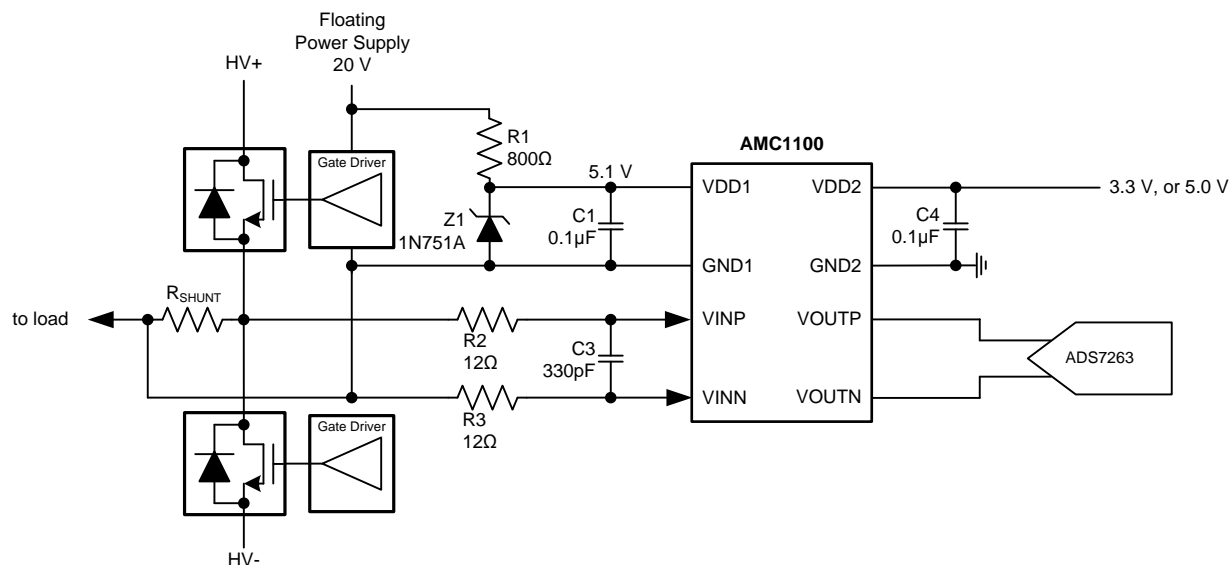 Floating
Power Supply
20 V
HV+
R1
800Ω
AMC1100
Gate Driver
5.1 V
VDD1
VDD2
3.3 V, or 5.0 V
Z1
1N751A
C1
0.1µF
C4
0.1µF
GND1
GND2
RSHUNT
to load
R2
12Ω
C3
330pF
VINP
VOUTP
ADS7263
R3
12Ω
VINN
VOUTN
Gate Driver
HV-